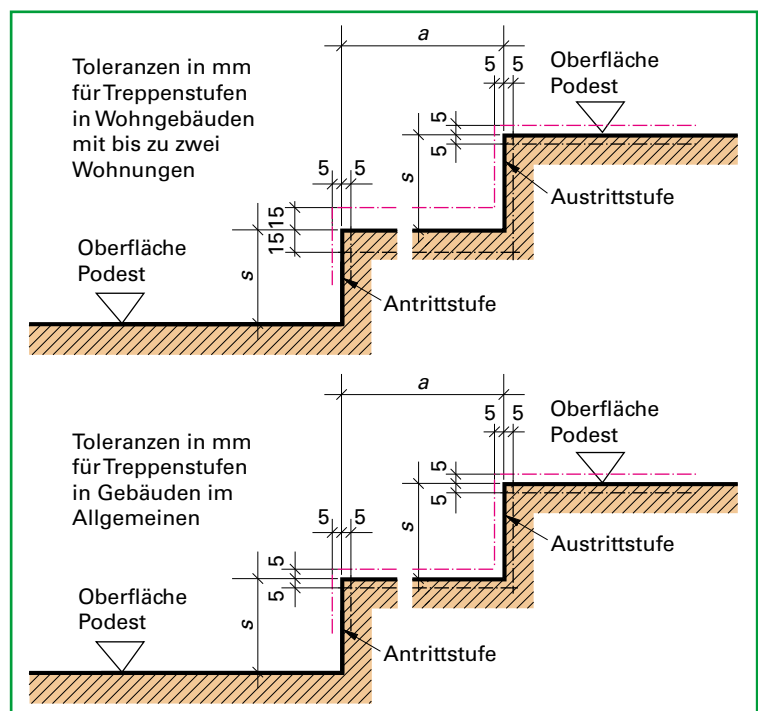 Toleranzen in mm
für Treppenstufen
in Wohngebäuden
mit bis zu zwei
Wohnungen
a
5 5
Oberfläche
Podest
5
5
s
Austrittstufe
5 5
15
15
s
Oberfläche
Podest
Antrittstufe
a
5 5
Oberfläche
Podest
Toleranzen in mm
für Treppenstufen
in Gebäuden im
Allgemeinen
5
5
s
Austrittstufe
5 5
5
5
s
Oberfläche
Podest
Antrittstufe